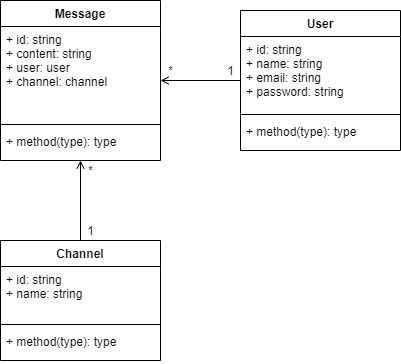 Message
+ id: string
+ content: string
+ user: user
+ channel: channel
+ method(type): type
User
+ id: string
+ name: string
+ email: string
+ password: string
+ method(type): type
*
1
*
1
Channel
+ id: string
+ name: string
+ method(type): type